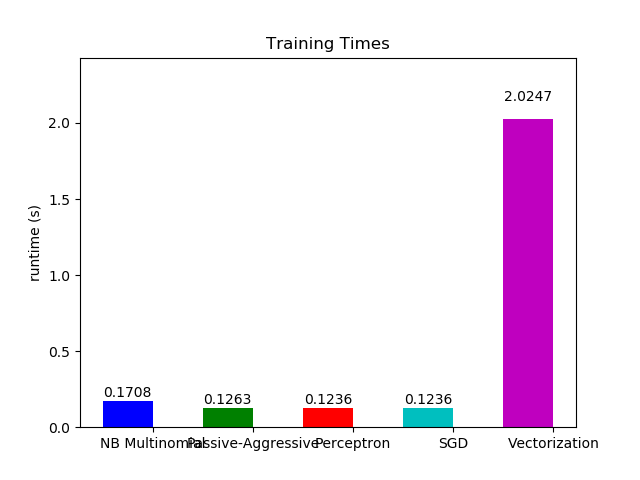 Training Times
2.0247
2.0
1.5
runtime (s)
1.0
0.5
0.1708 0.1263 0.1236 0.1236
0.0
NB Multinomial Passive-Aggressive Perceptron SGD Vectorization